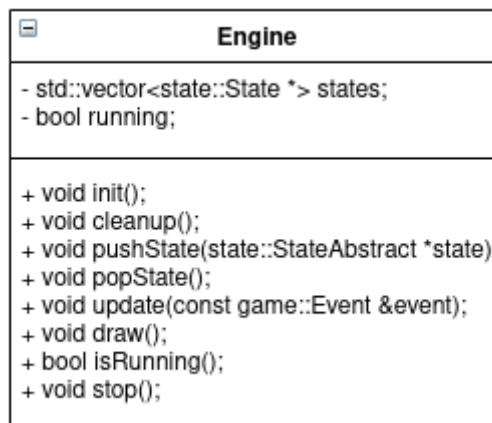 Engine
- std::vector<state::State *> states;
- bool running;
+ void init();
+ void cleanup();
+ void pushState(state::StateAbstract *state)
+ void popState();
+ void update(const game::Event &event);
+ void draw();
+ bool isRunning();
+ void stop();